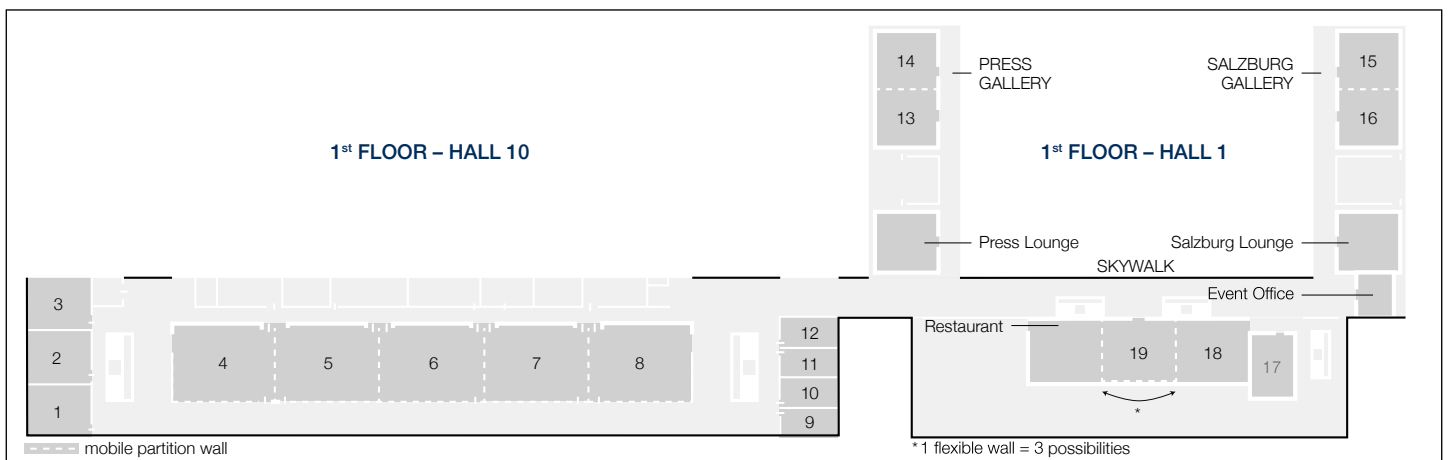 14
PRESS
GALLERY
13
SALZBURG
GALLERY
15
16
1st FLOOR – HALL 10
1st FLOOR – HALL 1
Press Lounge
Salzburg Lounge
SKYWALK
Event Office
Restaurant
3
2
1
4
5
6
7
8
12
11
10
9
19
18
17
*
mobile partition wall
* 1 flexible wall = 3 possibilities